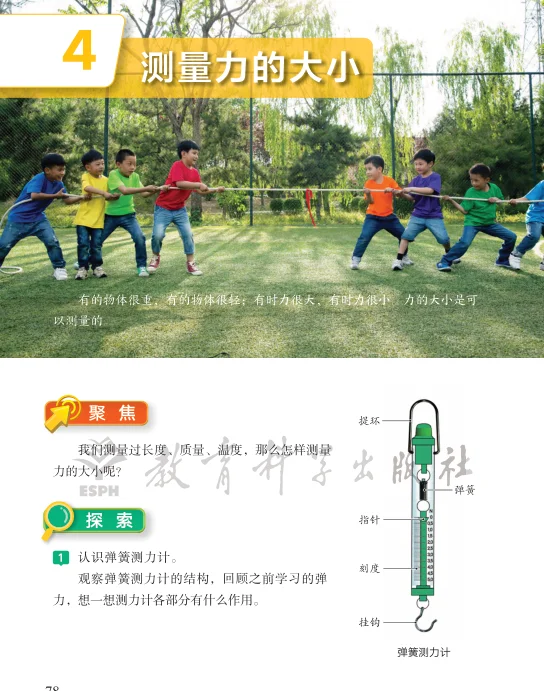 4
测量力的大小
有的物体很重，有的物体很轻；有时力很大，有时力很小。力的大小是可
以测量的。
聚焦
我们测量过长度、质量、温度，那么怎样测量
力的大小呢？
ESPH
教育科学出版社
探索
1 认识弹簧测力计。
观察弹簧测力计的结构，回顾之前学习的弹
力，想一想测力计各部分有什么作用。
提环
弹簧
指针
刻度
挂钩
弹簧测力计
78